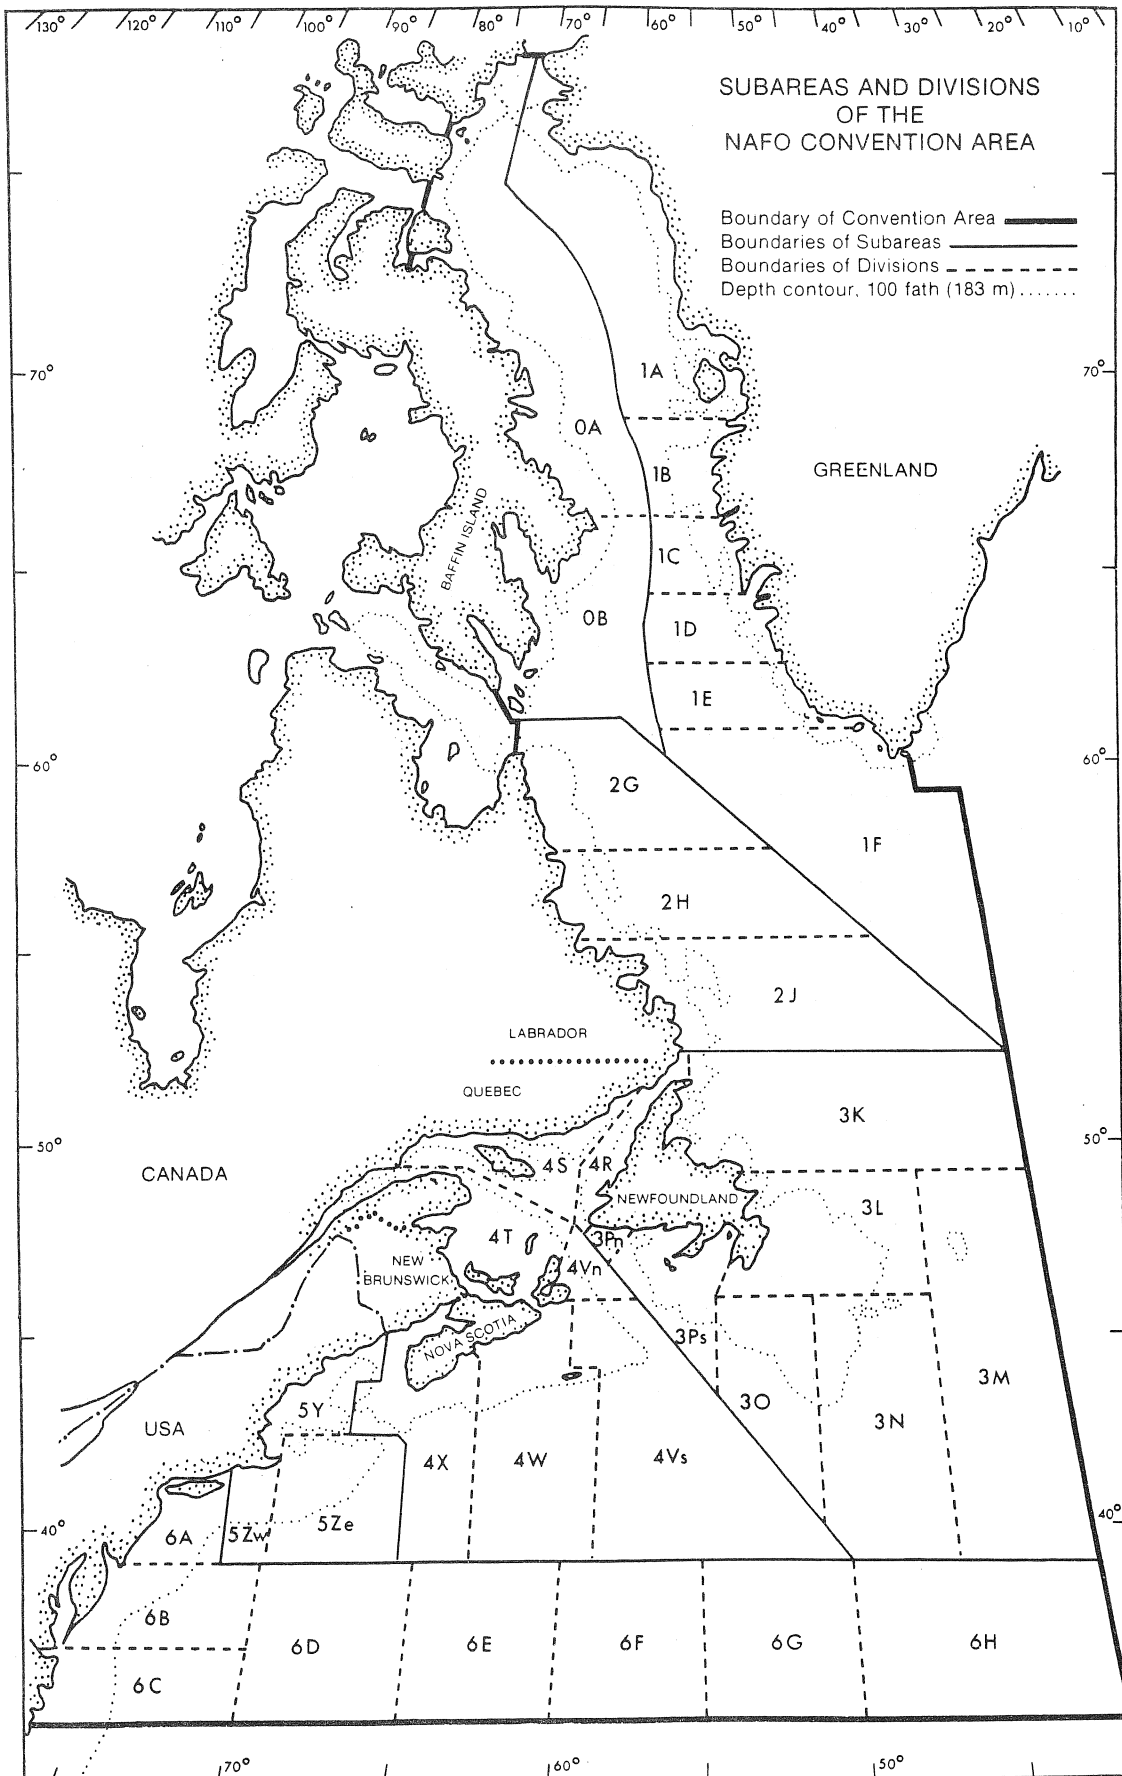 130° 120° 110° 100° 90° 80° 70° 60° 50° 40° 30° 20° 10°
SUBAREAS AND DIVISIONS
OF THE
NAFO CONVENTION AREA
Boundary of Convention Area
Boundaries of Subareas
Boundaries of Divisions
Depth contour, 100 fath (183 m).......
70° 1A 70°
0A
1B GREENLAND
BAFFIN ISLAND
1C
0B 1D
1E
60° 60°
2G
1F
2H
2J
LABRADOR
QUEBEC
3K
50° 50°
CANADA 4S 4R
NEWFOUNDLAND
3L
4T 3Pn
NEW
BRUNSWICK
4Vn
NOVA SCOTIA 3Ps
3M
5Y 3O 3N
USA
4X 4W 4Vs
40° 6A 5Zw 5Ze 40°
6B
6D 6E 6F 6G 6H
6C
70° 60° 50°